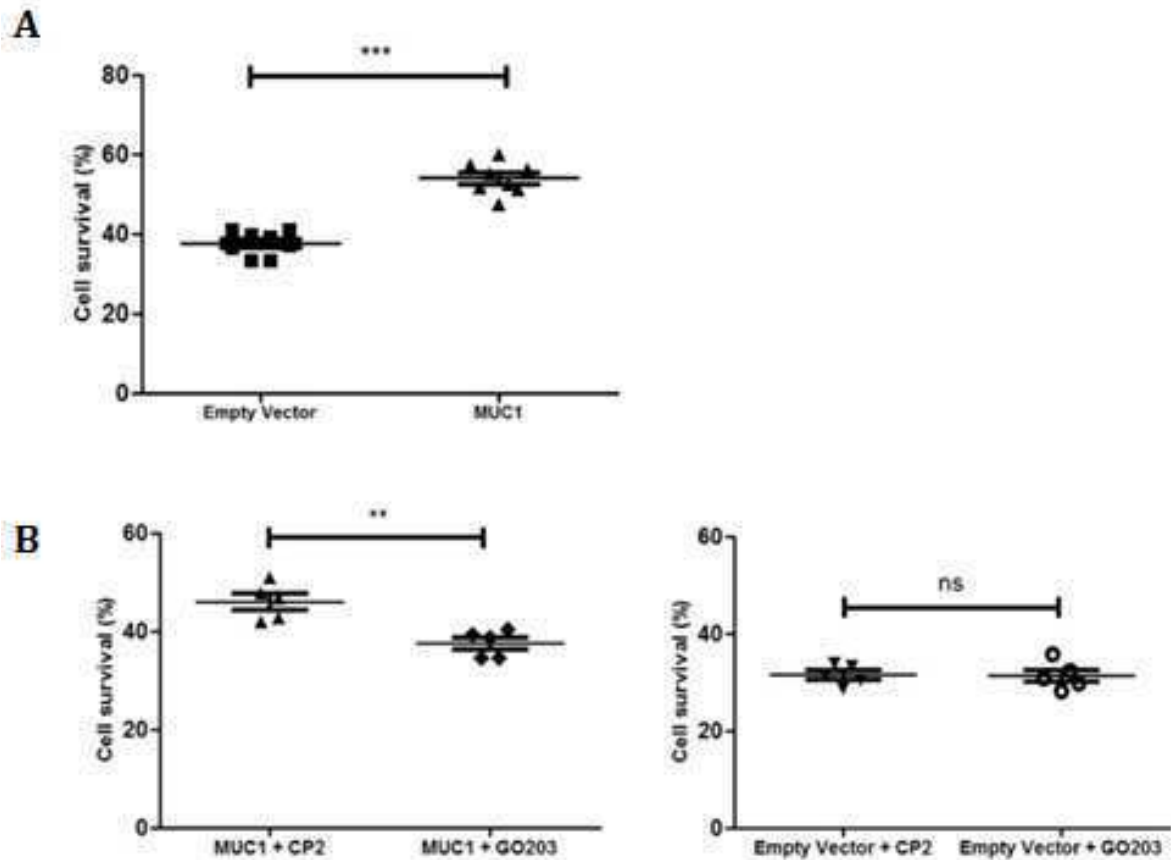 A
***
80
60
40
20
0
Cell survival (%)
Empty Vector
MUC1
B
**
60
40
20
0
Cell survival (%)
MUC1 + CP2
MUC1 + GO203
ns
60
40
20
0
Cell survival (%)
Empty Vector + CP2
Empty Vector + GO203